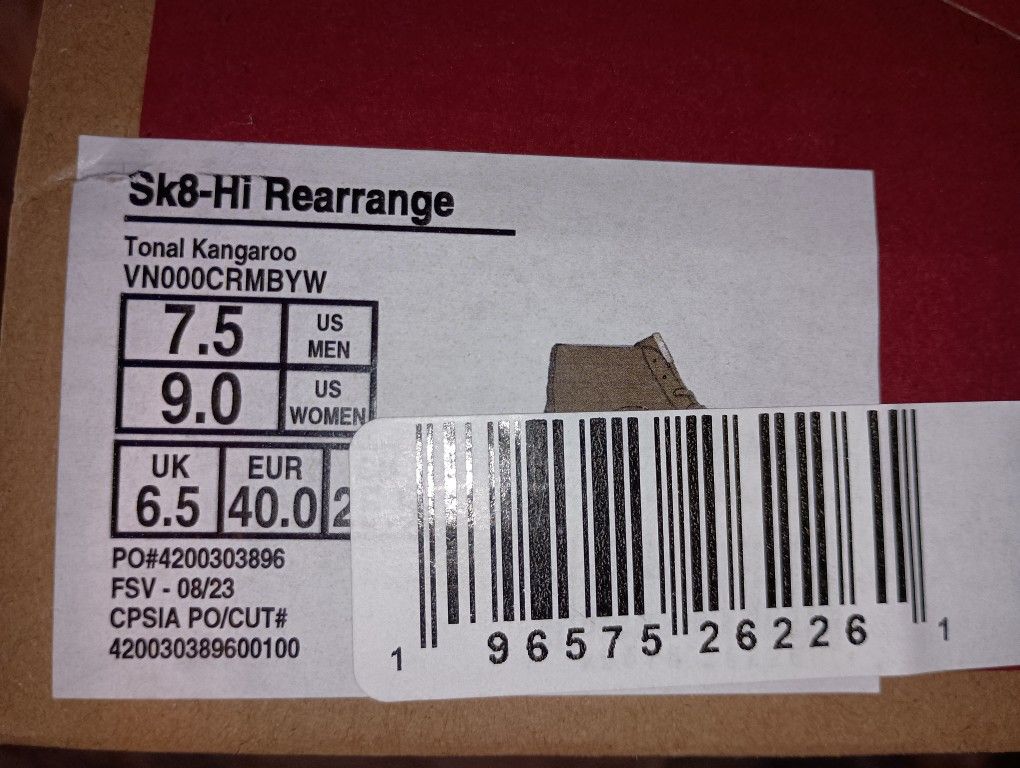 Sk8-Hi Rearrange
Tonal Kangaroo
VN000CRMBYW
7.5 US MEN
9.0 US WOMEN
UK EUR
6.5 40.0 2
PO#4200303896
FSV - 08/23
CPSIA PO/CUT#
420030389600100
1 96575 26226 1